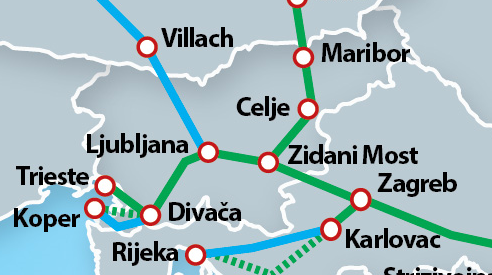 Villach
Maribor
Celje
Ljubljana
Zidani Most
Trieste
Zagreb
Koper
Divača
Karlovac
Rijeka